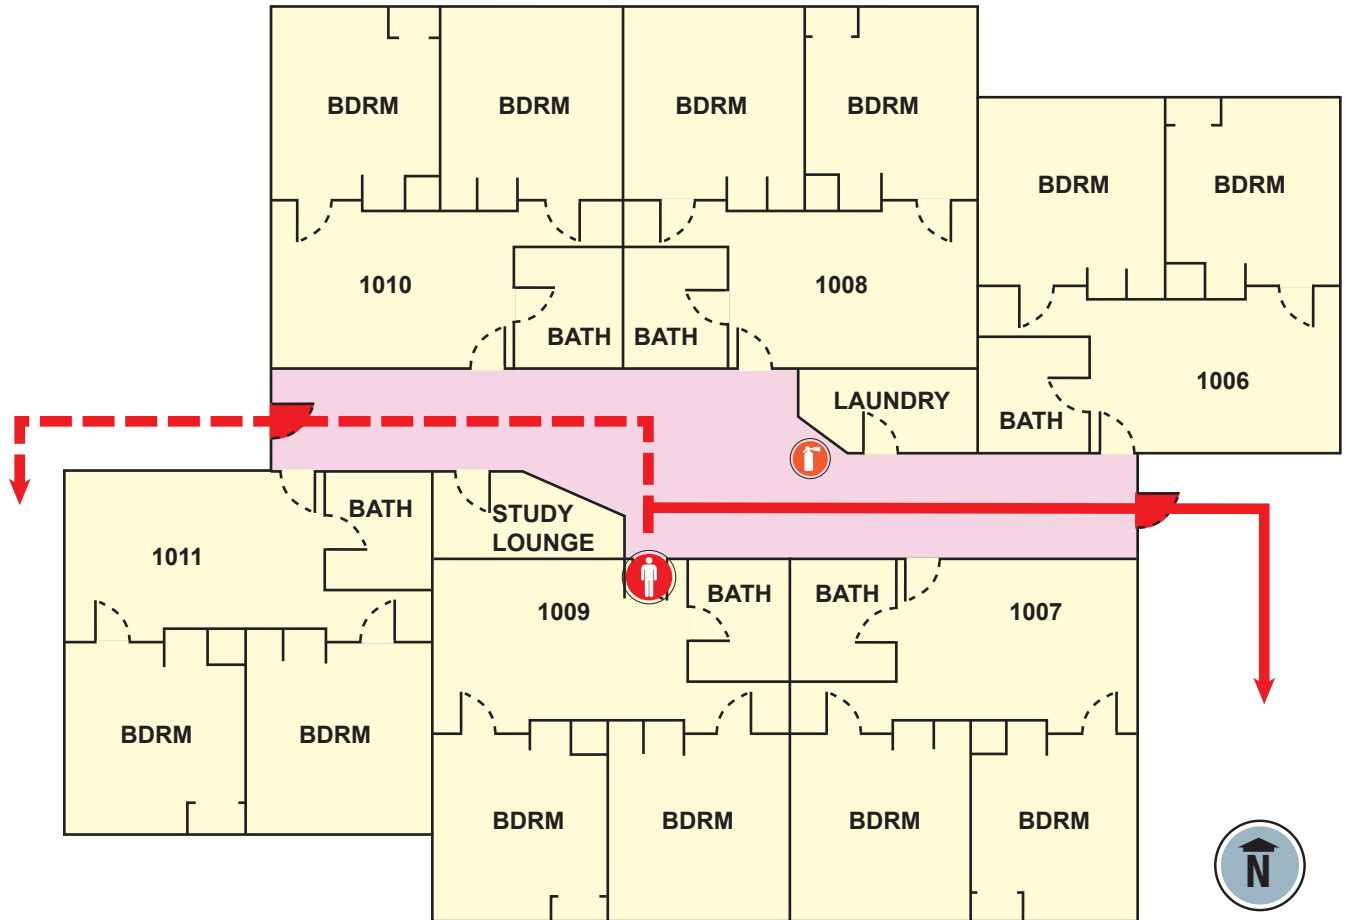 BDRM
BDRM
BDRM
BDRM
BDRM
BDRM
1010
1008
BATH
BATH
1006
LAUNDRY
BATH
BATH
STUDY
LOUNGE
1011
1009
BATH
BATH
1007
BDRM
BDRM
BDRM
BDRM
BDRM
BDRM
N